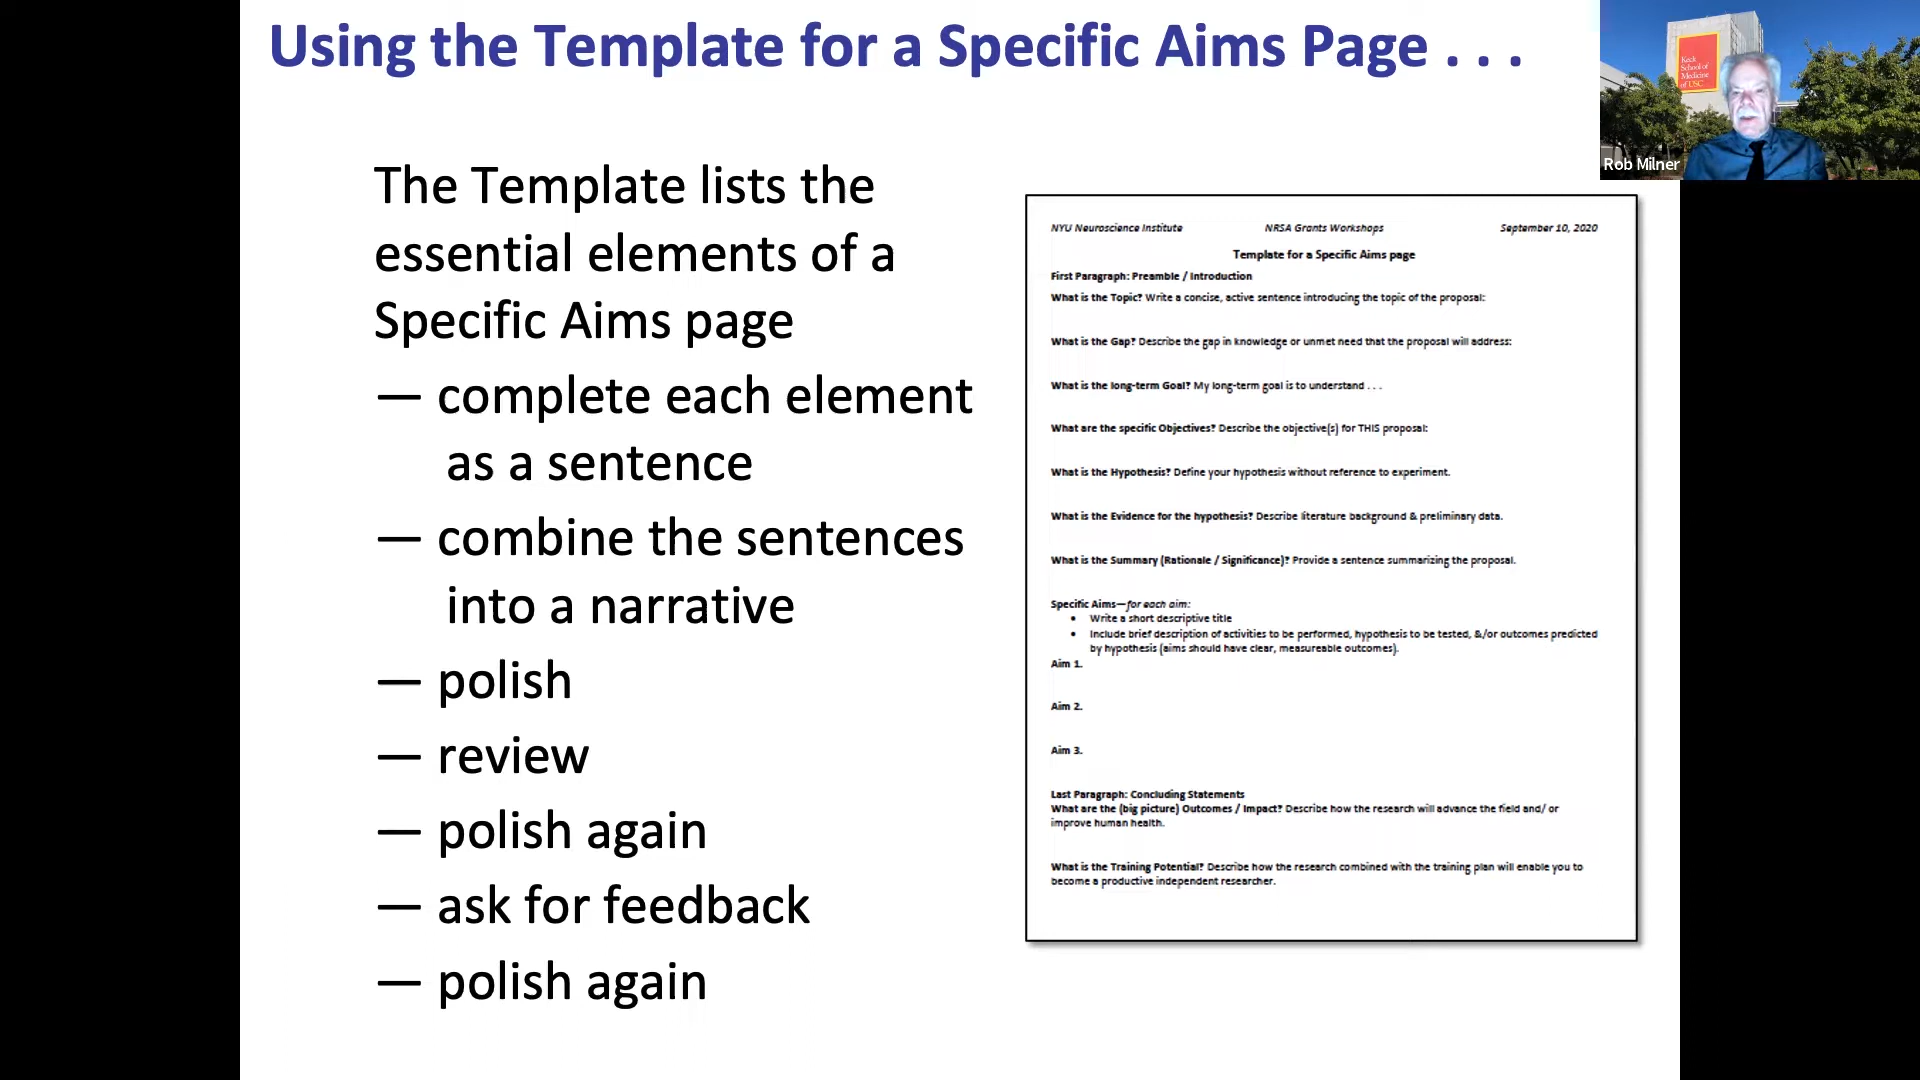 Using the Template for a Specific Aims Page . . .
Keck
School of
Medicine
of USC
Rob Milner
The Template lists the
essential elements of a
Specific Aims page
— complete each element
as a sentence
— combine the sentences
into a narrative
— polish
— review
— polish again
— ask for feedback
— polish again
NYU Neuroscience Institute NRSA Grants Workshops September 10, 2020
Template for a Specific Aims page
First Paragraph: Preamble / Introduction
What is the Topic? Write a concise, active sentence introducing the topic of the proposal:
What is the Gap? Describe the gap in knowledge or unmet need that the proposal will address:
What is the long-term Goal? My long-term goal is to understand . . .
What are the specific Objectives? Describe the objective(s) for THIS proposal:
What is the Hypothesis? Define your hypothesis without reference to experiment.
What is the Evidence for the hypothesis? Describe literature background & preliminary data.
What is the Summary (Rationale / Significance)? Provide a sentence summarizing the proposal.
Specific Aims—for each aim:
• Write a short descriptive title
• Include brief description of activities to be performed, hypothesis to be tested, &/or outcomes predicted
by hypothesis (aims should have clear, measureable outcomes).
Aim 1.
Aim 2.
Aim 3.
Last Paragraph: Concluding Statements
What are the (big picture) Outcomes / Impact? Describe how the research will advance the field and/ or
improve human health.
What is the Training Potential? Describe how the research combined with the training plan will enable you to
become a productive independent researcher.